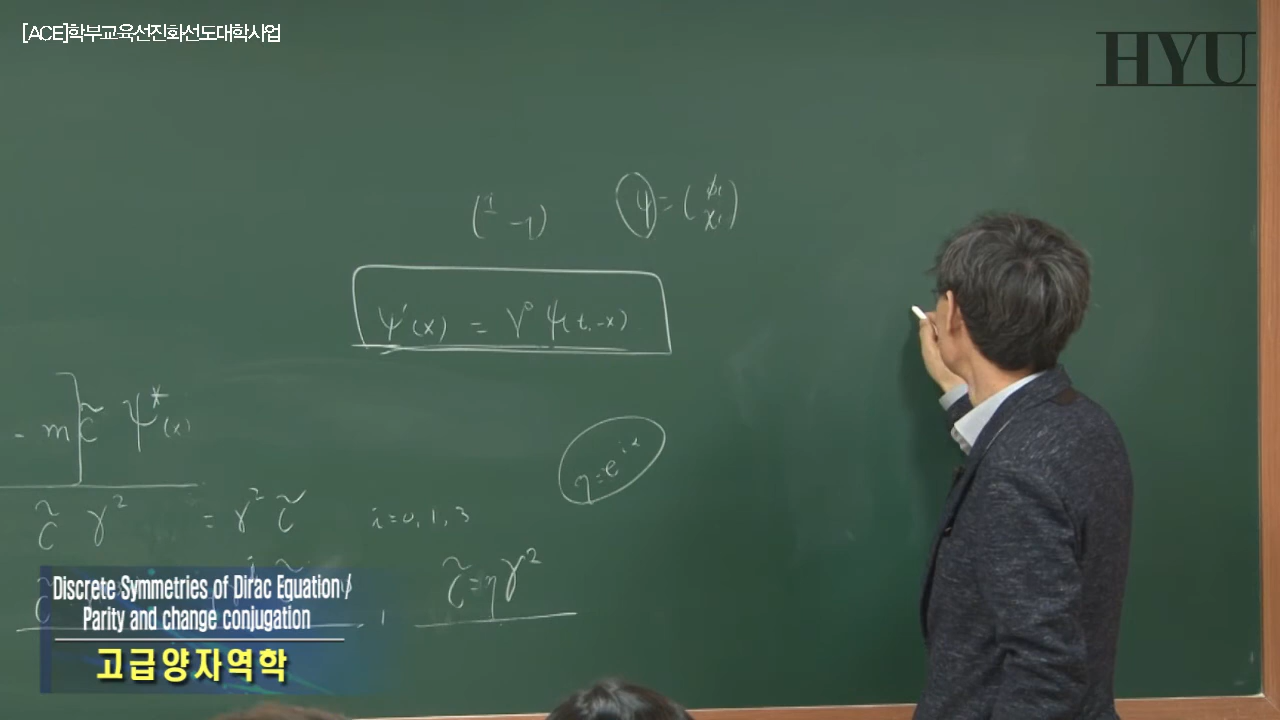 [ACE]학부교육선진화선도대학사업
HYU
(1 -1) ψ = (φ χ)
ψ'(x) = γ⁰ ψ(t, -x)
- m] C̃ ψ*(x)
η = e^{iα}
C̃ γ² = γ² C̃ i=0, 1, 3
C̃ = η γ²
Discrete Symmetries of Dirac Equation /
Parity and change conjugation
고급양자역학